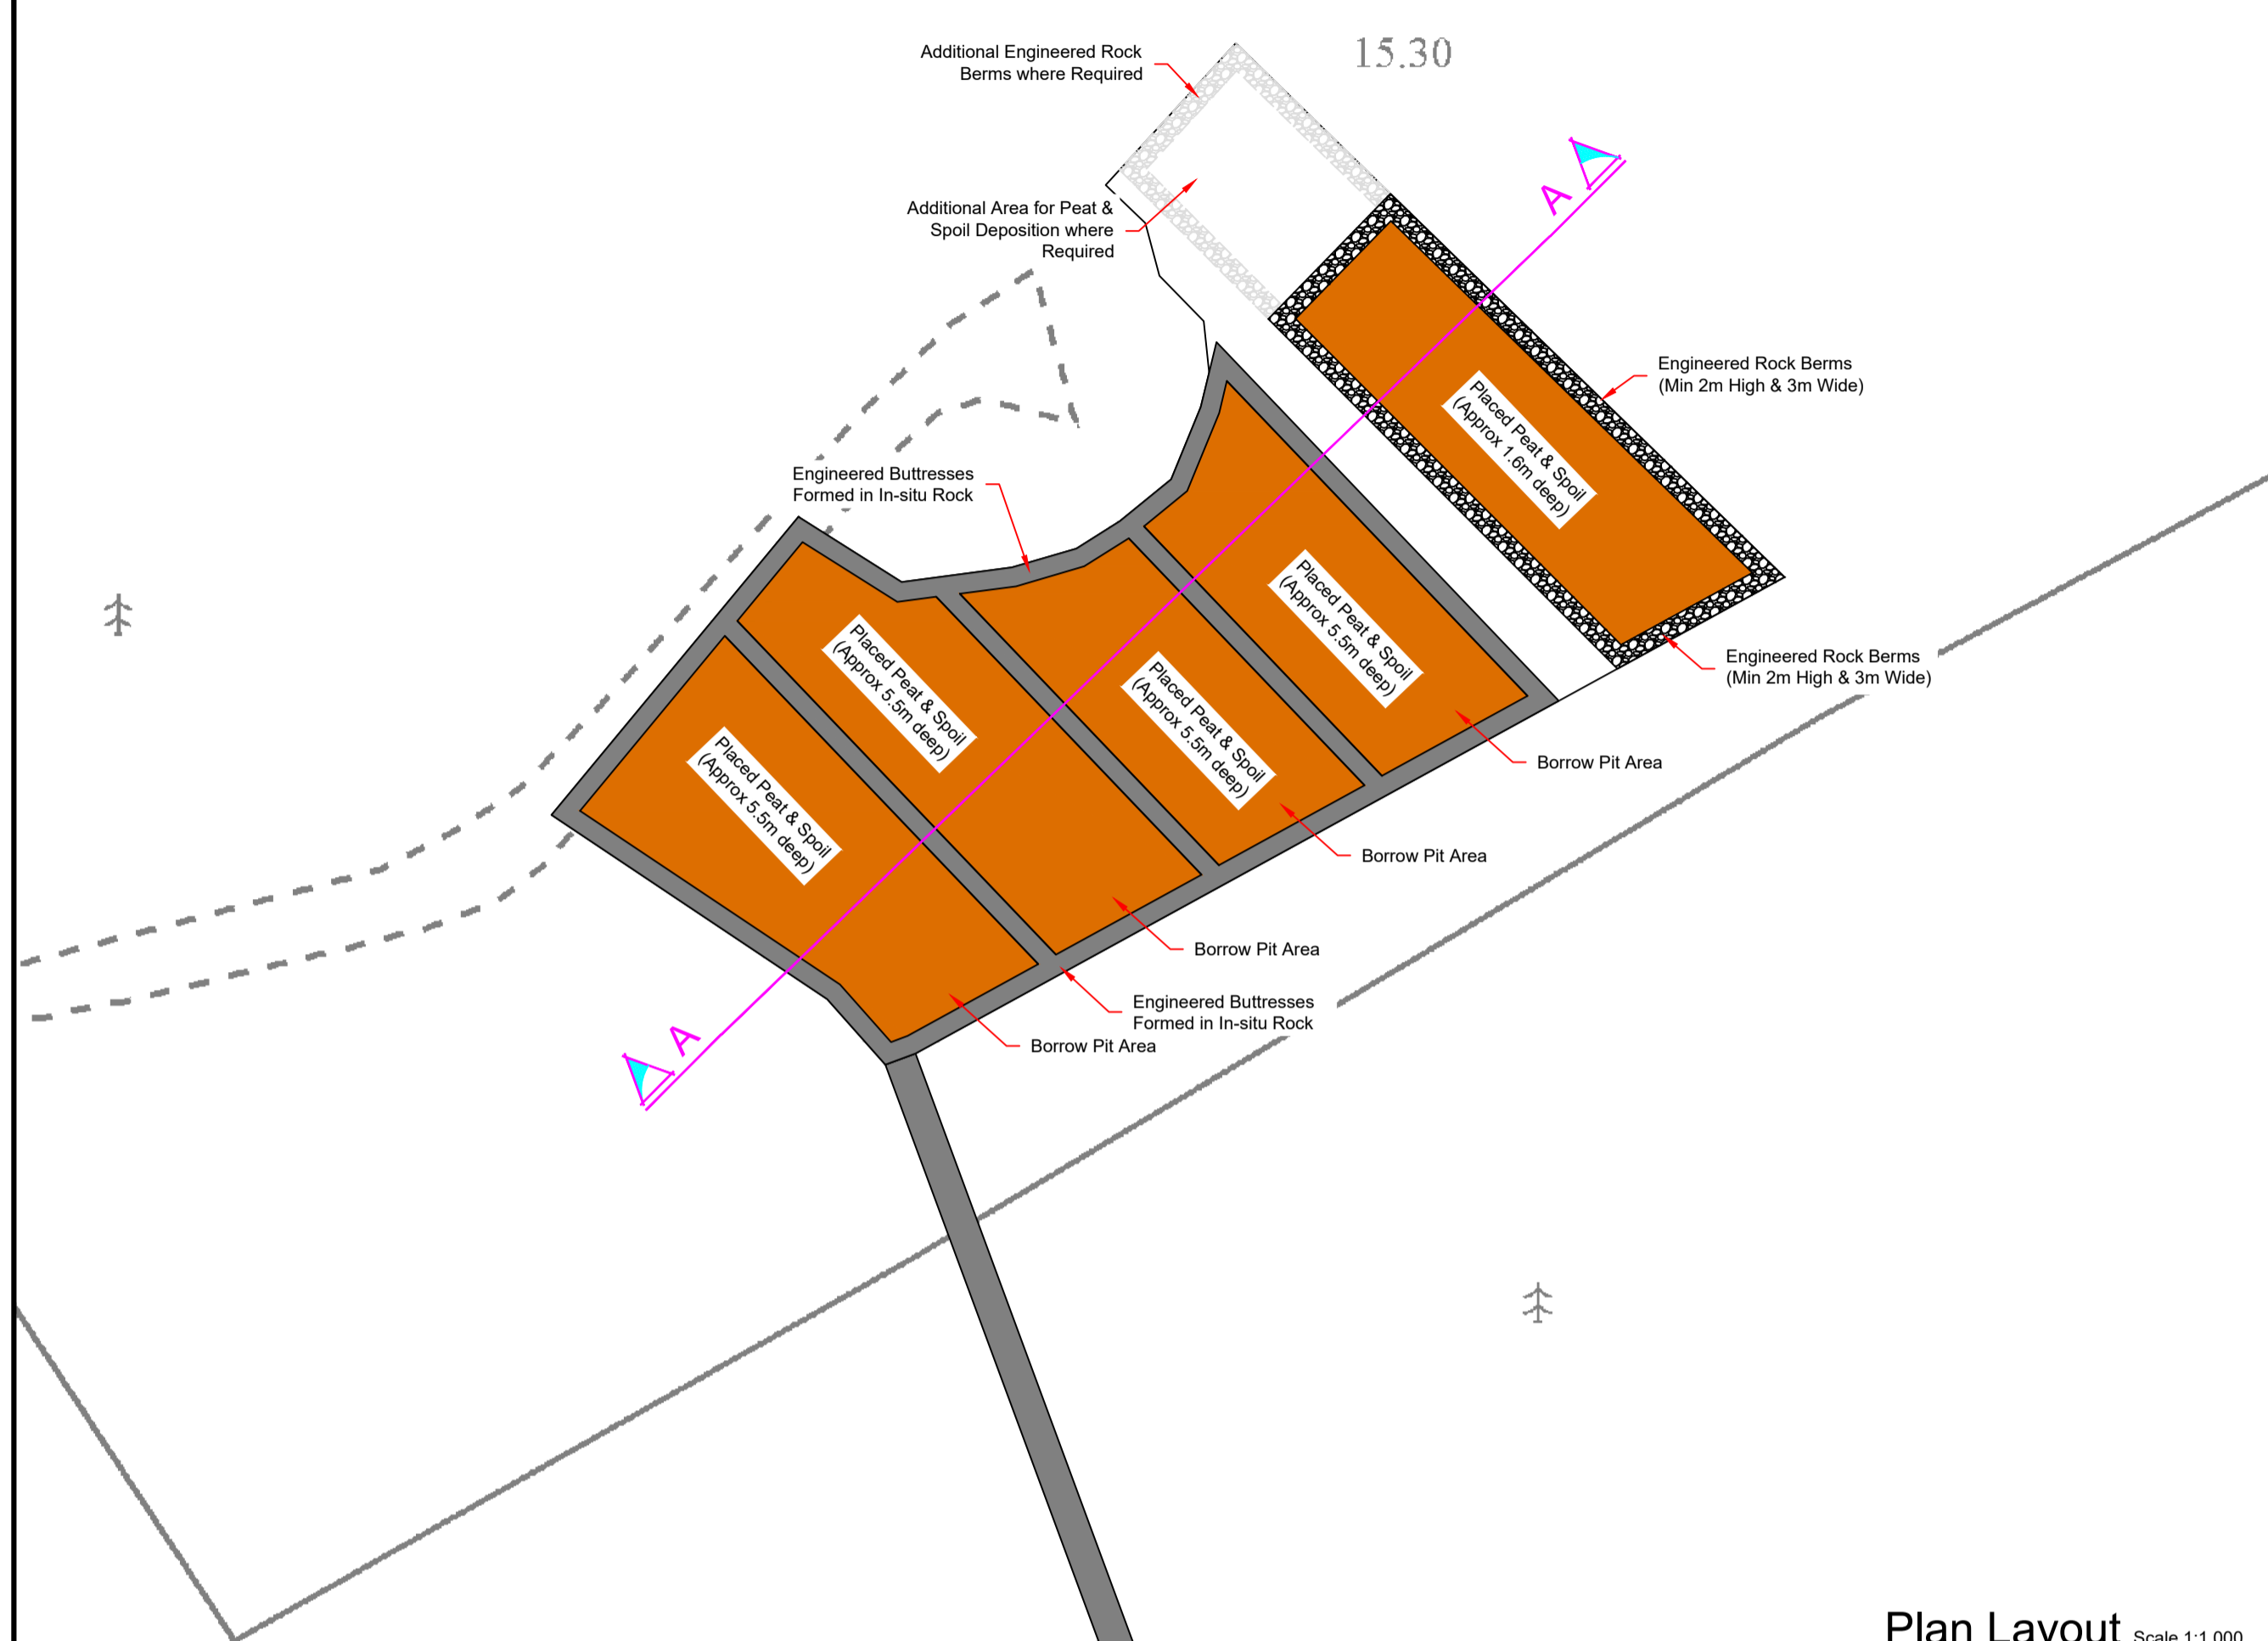 Additional Engineered Rock
Berms where Required
15.30
A
Additional Area for Peat &
Spoil Deposition where
Required
Engineered Rock Berms
(Min 2m High & 3m Wide)
Placed Peat & Spoil
(Approx 1.6m deep)
Engineered Buttresses
Formed in In-situ Rock
Placed Peat & Spoil
(Approx 5.5m deep)
Placed Peat & Spoil
(Approx 5.5m deep)
Placed Peat & Spoil
(Approx 5.5m deep)
Placed Peat & Spoil
(Approx 5.5m deep)
Engineered Rock Berms
(Min 2m High & 3m Wide)
Borrow Pit Area
Borrow Pit Area
Borrow Pit Area
Engineered Buttresses
Formed in In-situ Rock
Borrow Pit Area
A
Plan Layout Scale 1:1,000